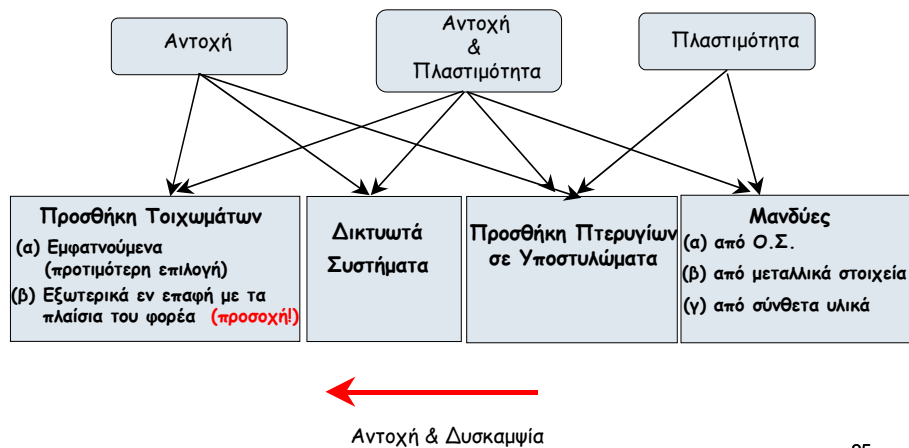 Αντοχή
Αντοχή
&
Πλαστιμότητα
Πλαστιμότητα
Προσθήκη Τοιχωμάτων
(α) Εμφατνούμενα
(προτιμότερη επιλογή)
(β) Εξωτερικά εν επαφή με τα
πλαίσια του φορέα (προσοχή!)
Δικτυωτά
Συστήματα
Προσθήκη Πτερυγίων
σε Υποστυλώματα
Μανδύες
(α) από Ο.Σ.
(β) από μεταλλικά στοιχεία
(γ) από σύνθετα υλικά
Αντοχή & Δυσκαμψία